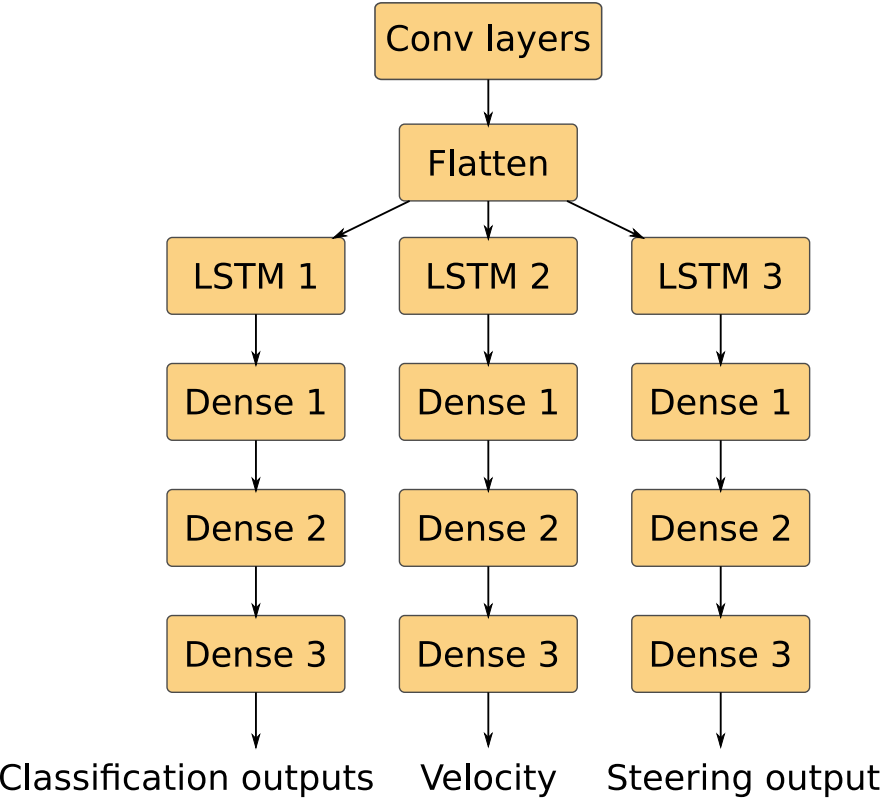 Conv layers
Flatten
LSTM 1
LSTM 2
LSTM 3
Dense 1
Dense 1
Dense 1
Dense 2
Dense 2
Dense 2
Dense 3
Dense 3
Dense 3
Classification outputs
Velocity
Steering output